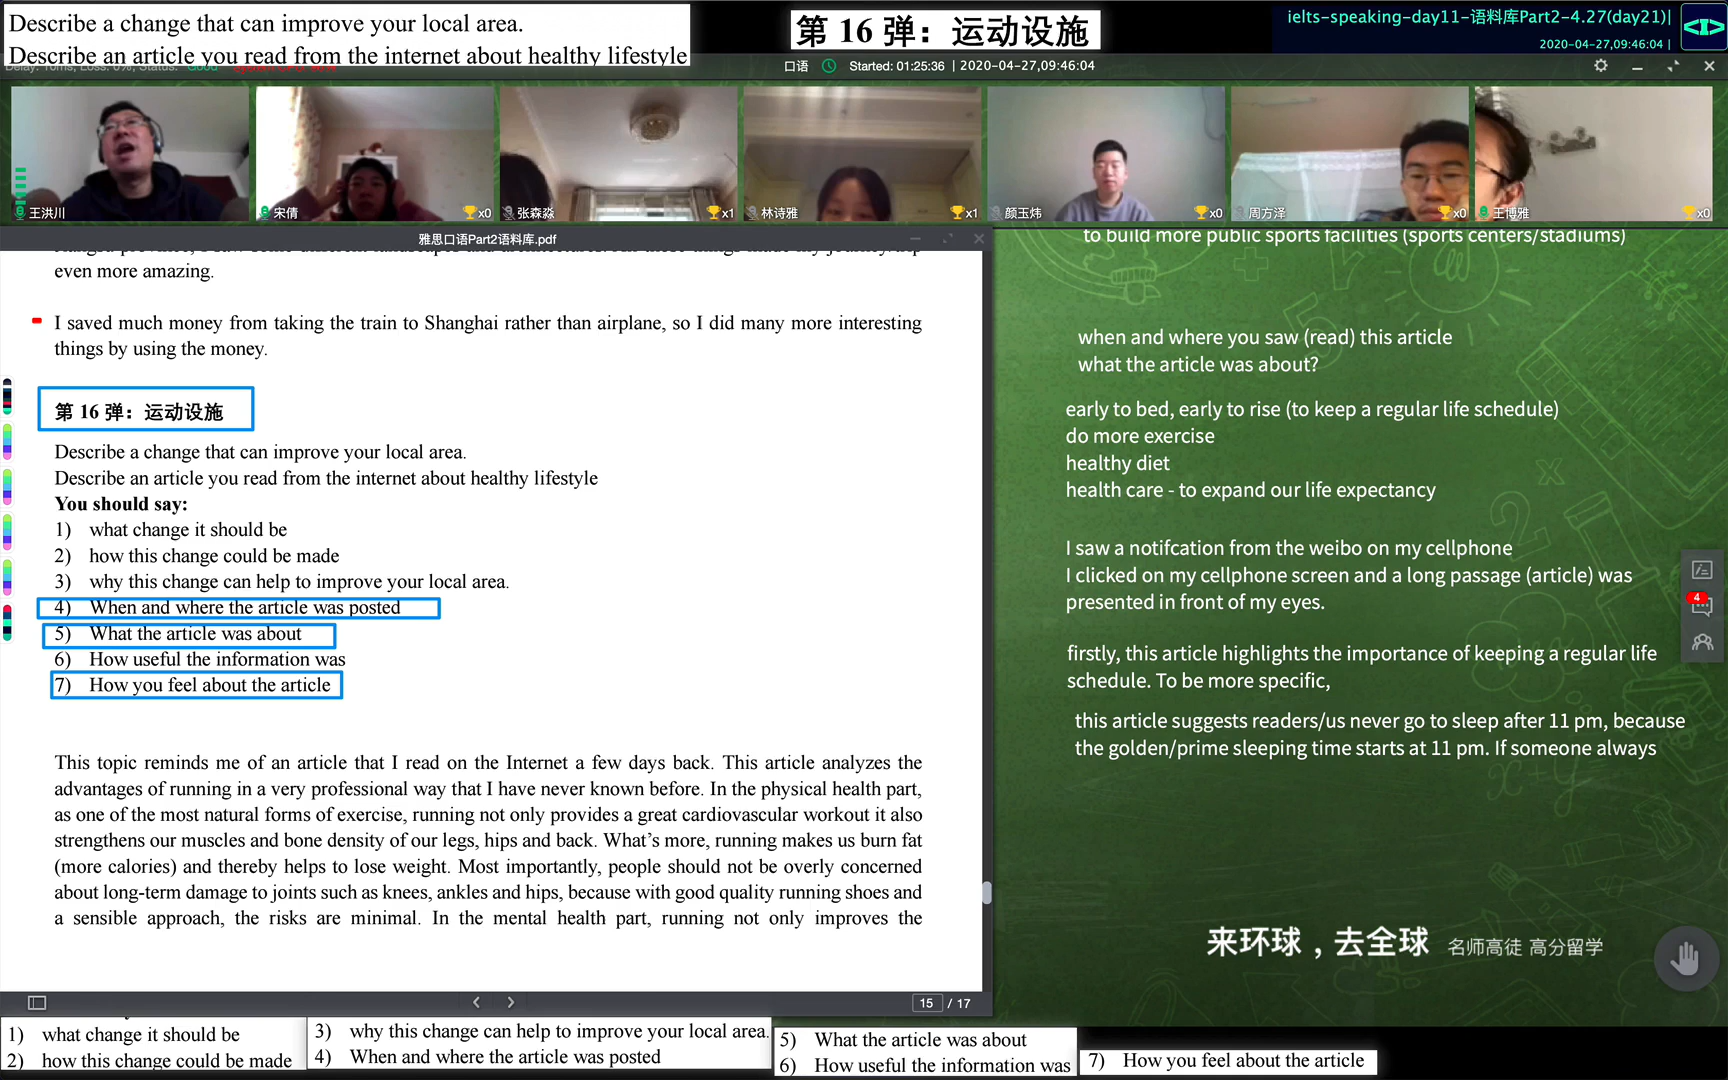 Describe a change that can improve your local area.
Describe an article you read from the internet about healthy lifestyle
第 16 弹：运动设施
ielts-speaking-day11-语料库Part2-4.27(day21)|
2020-04-27,09:46:04 |
口语 Started: 01:25:36 | 2020-04-27,09:46:04
王洪川
宋倩 x0
张森淼 x1
林诗雅 x1
颜玉炜 x0
周方泽 x0
王博雅 x0
雅思口语Part2语料库.pdf
even more amazing.
I saved much money from taking the train to Shanghai rather than airplane, so I did many more interesting
things by using the money.
第 16 弹：运动设施
Describe a change that can improve your local area.
Describe an article you read from the internet about healthy lifestyle
You should say:
1) what change it should be
2) how this change could be made
3) why this change can help to improve your local area.
4) When and where the article was posted
5) What the article was about
6) How useful the information was
7) How you feel about the article
This topic reminds me of an article that I read on the Internet a few days back. This article analyzes the
advantages of running in a very professional way that I have never known before. In the physical health part,
as one of the most natural forms of exercise, running not only provides a great cardiovascular workout it also
strengthens our muscles and bone density of our legs, hips and back. What's more, running makes us burn fat
(more calories) and thereby helps to lose weight. Most importantly, people should not be overly concerned
about long-term damage to joints such as knees, ankles and hips, because with good quality running shoes and
a sensible approach, the risks are minimal. In the mental health part, running not only improves the
15 / 17
to build more public sports facilities (sports centers/stadiums)
when and where you saw (read) this article
what the article was about?
early to bed, early to rise (to keep a regular life schedule)
do more exercise
healthy diet
health care - to expand our life expectancy
I saw a notifcation from the weibo on my cellphone
I clicked on my cellphone screen and a long passage (article) was
presented in front of my eyes.
firstly, this article highlights the importance of keeping a regular life
schedule. To be more specific,
this article suggests readers/us never go to sleep after 11 pm, because
the golden/prime sleeping time starts at 11 pm. If someone always
4
来环球，去全球 名师高徒 高分留学
1) what change it should be
2) how this change could be made
3) why this change can help to improve your local area.
4) When and where the article was posted
5) What the article was about
6) How useful the information was
7) How you feel about the article